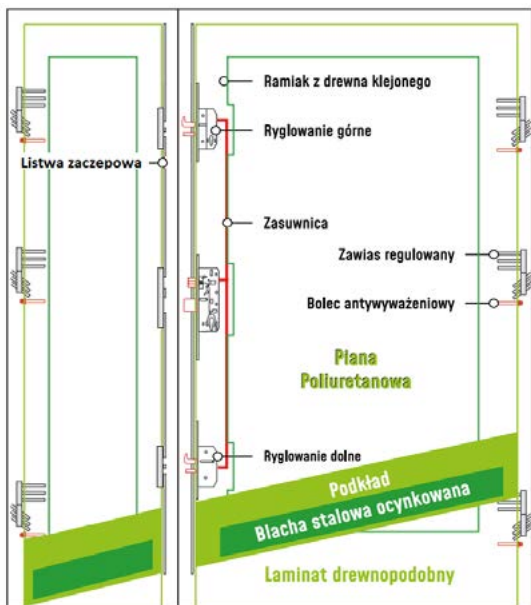 Ramiak z drewna klejonego
Ryglowanie górne
Listwa zaczepowa
Zasuwnica
Zawias regulowany
Bolec antywyważeniowy
Piana
Poliuretanowa
Ryglowanie dolne
Podkład
Blacha stalowa ocynkowana
Laminat drewnopodobny